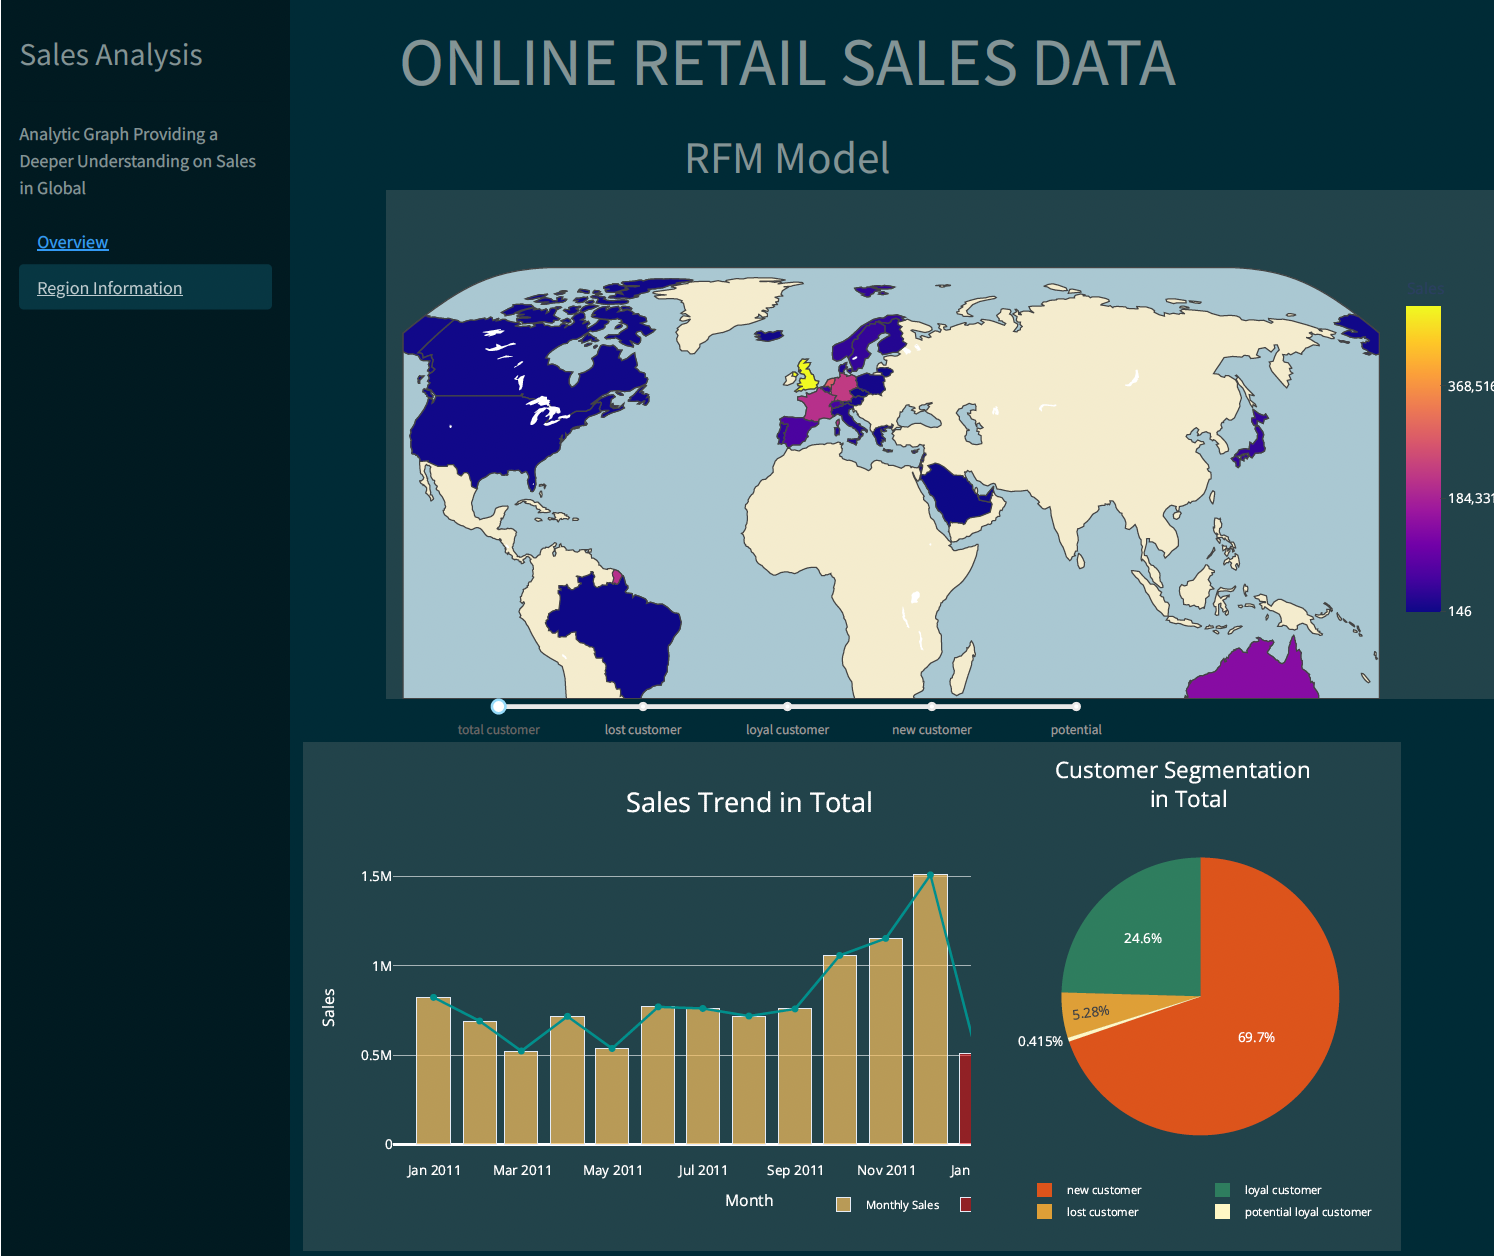 Sales Analysis
Analytic Graph Providing a
Deeper Understanding on Sales
in Global
Overview
Region Information
ONLINE RETAIL SALES DATA
RFM Model
368,516
184,331
146
total customer
lost customer
loyal customer
new customer
potential
Sales Trend in Total
1.5M
1M
0.5M
0
Sales
Jan 2011
Mar 2011
May 2011
Jul 2011
Sep 2011
Nov 2011
Jan
Month
Monthly Sales
Customer Segmentation
in Total
24.6%
5.28%
0.415%
69.7%
new customer
loyal customer
lost customer
potential loyal customer